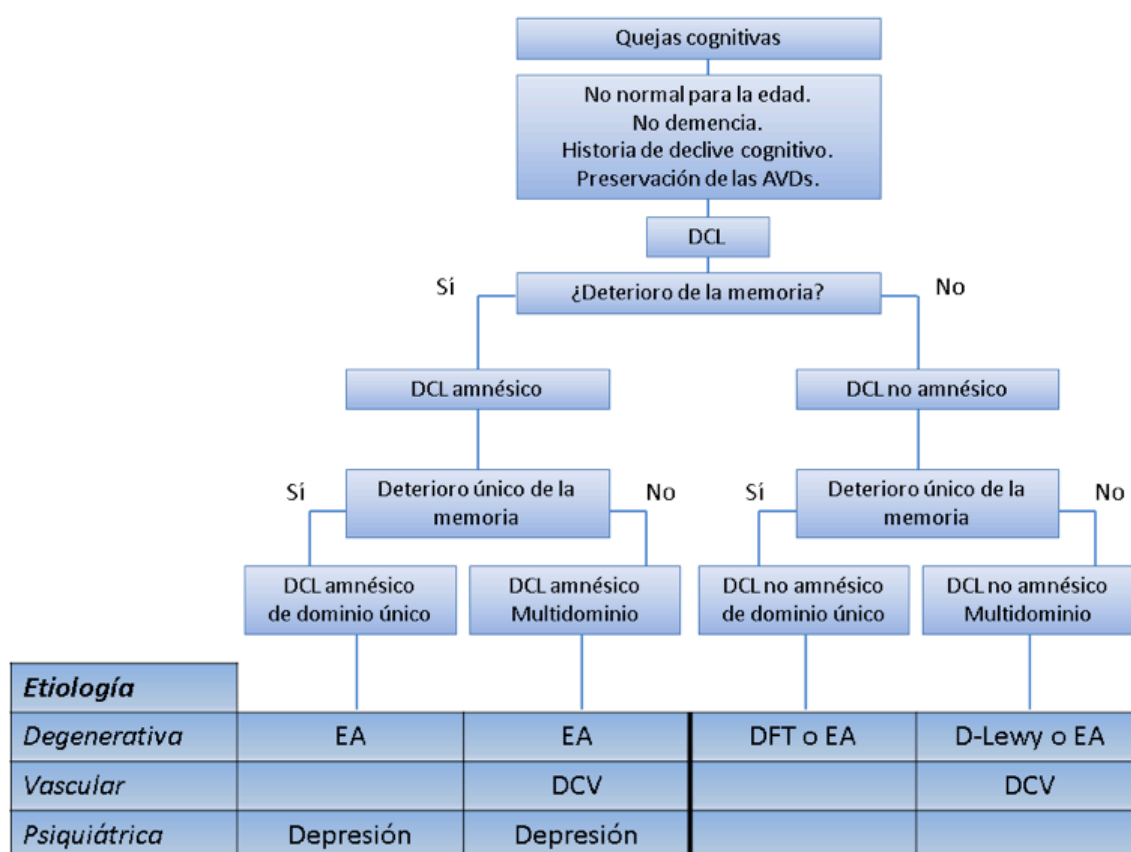 Quejas cognitivas
No normal para la edad.
No demencia.
Historia de declive cognitivo.
Preservación de las AVDs.
DCL
Sí
¿Deterioro de la memoria?
No
DCL amnésico
DCL no amnésico
Sí
Deterioro único de la
memoria
No
Sí
Deterioro único de la
memoria
No
DCL amnésico
de dominio único
DCL amnésico
Multidominio
DCL no amnésico
de dominio único
DCL no amnésico
Multidominio
Etiología
Degenerativa
EA
EA
DFT o EA
D-Lewy o EA
Vascular
DCV
DCV
Psiquiátrica
Depresión
Depresión